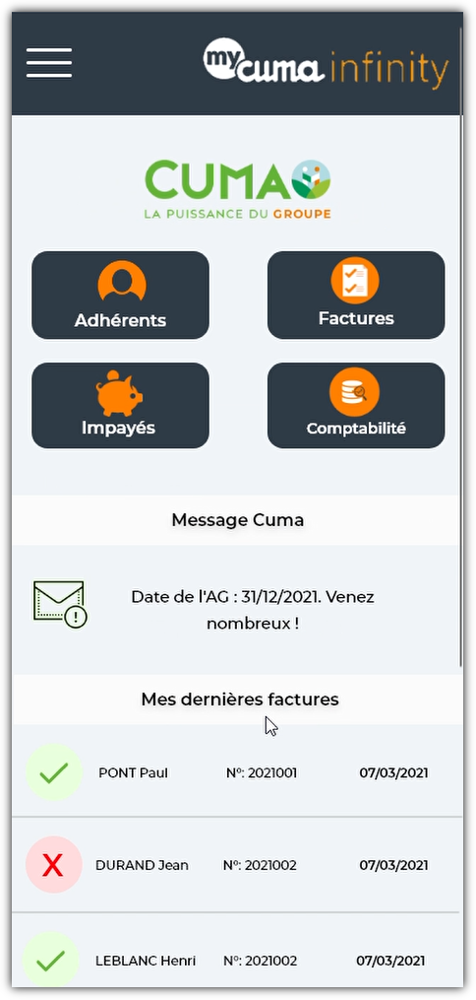 mycuma infinity
CUMA
LA PUISSANCE DU GROUPE
Adhérents
Factures
Impayés
Comptabilité
Message Cuma
Date de l'AG : 31/12/2021. Venez
nombreux !
Mes dernières factures
PONT Paul N°: 2021001 07/03/2021
X DURAND Jean N°: 2021002 07/03/2021
LEBLANC Henri N°: 2021002 07/03/2021